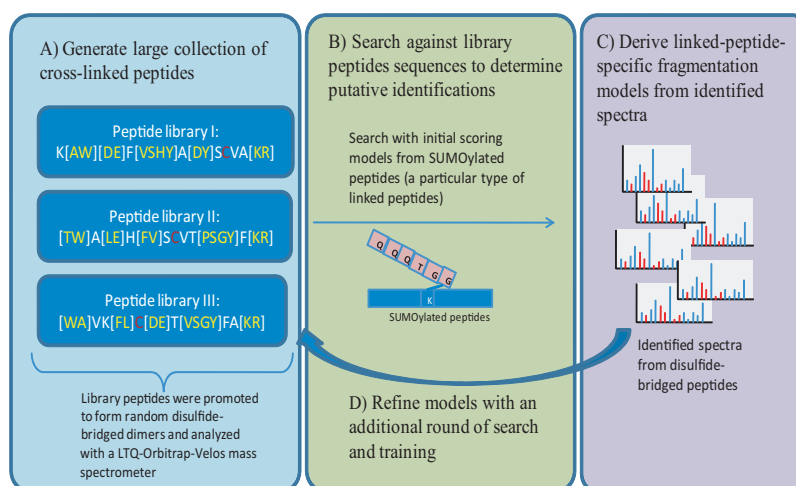 A) Generate large collection of
cross-linked peptides
Peptide library I:
K[AW][DE]F[VSHY]A[DY]SCVA[KR]
Peptide library II:
[TW]A[LE]H[FV]SCVT[PSGY]F[KR]
Peptide library III:
[WA]VK[FL]C[DE]T[VSGY]FA[KR]
Library peptides were promoted
to form random disulfide-
bridged dimers and analyzed
with a LTQ-Orbitrap-Velos mass
spectrometer
B) Search against library
peptides sequences to determine
putative identifications
Search with initial scoring
models from SUMOylated
peptides (a particular type of
linked peptides)
Q Q Q T G G
K
SUMOylated peptides
D) Refine models with an
additional round of search
and training
C) Derive linked-peptide-
specific fragmentation
models from identified
spectra
Identified spectra
from disulfide-
bridged peptides